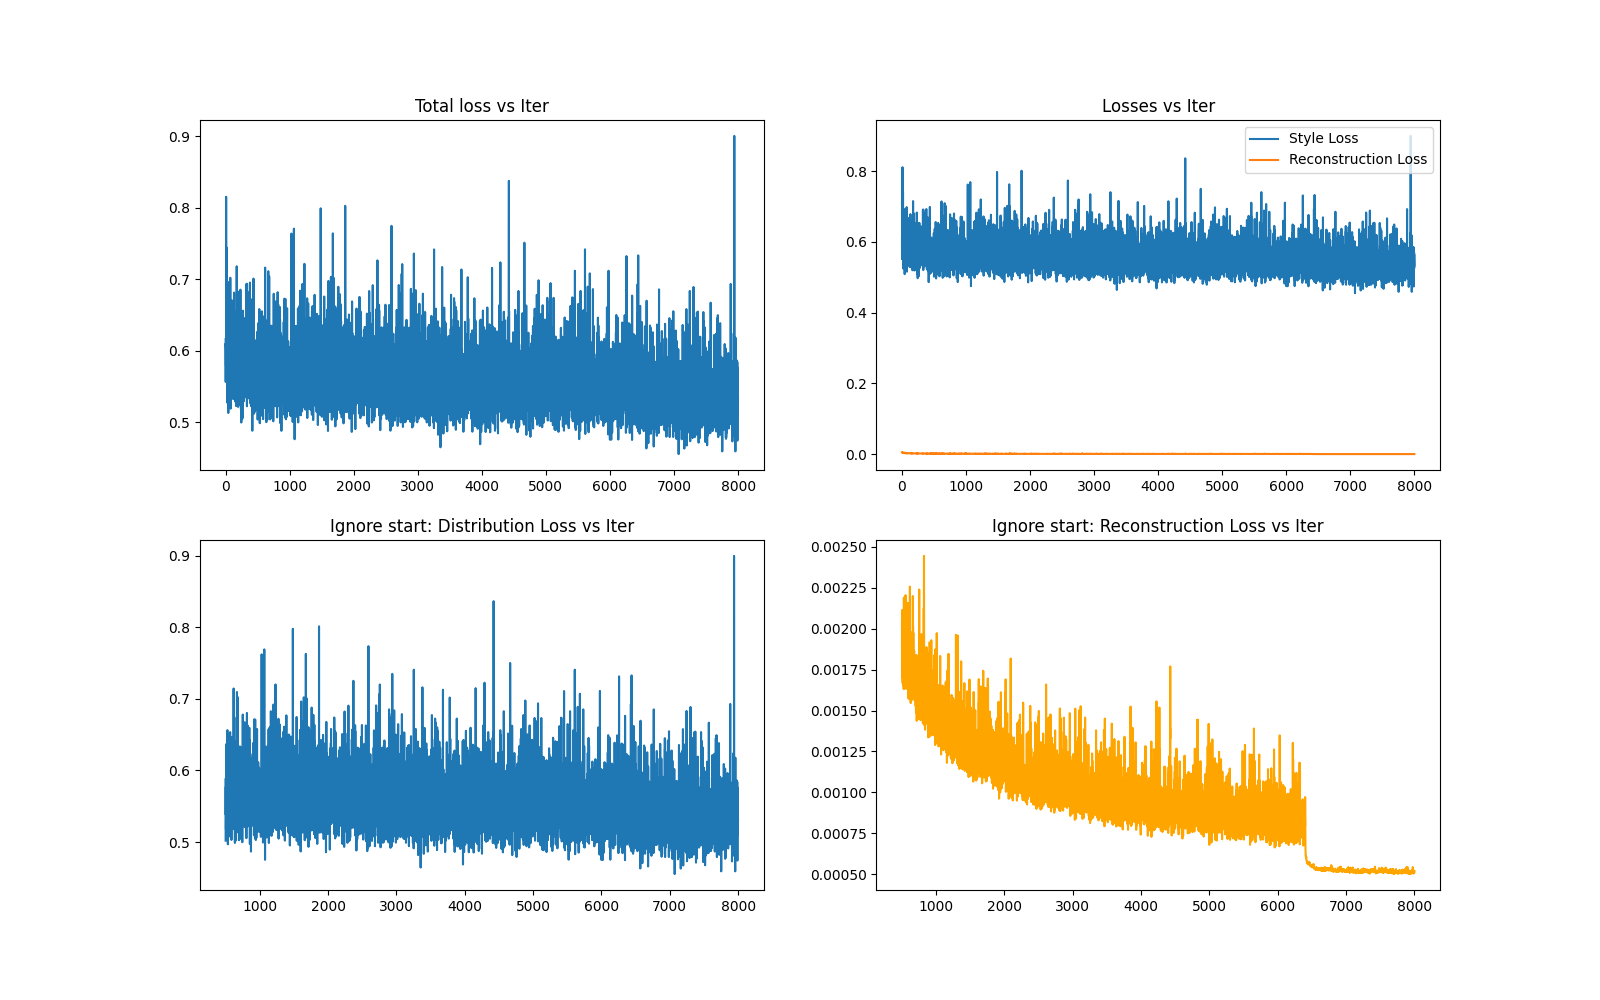 Total loss vs Iter
0.9
0.8
0.7
0.6
0.5
0 1000 2000 3000 4000 5000 6000 7000 8000
Losses vs Iter
Style Loss
Reconstruction Loss
0.8
0.6
0.4
0.2
0.0
0 1000 2000 3000 4000 5000 6000 7000 8000
Ignore start: Distribution Loss vs Iter
0.9
0.8
0.7
0.6
0.5
1000 2000 3000 4000 5000 6000 7000 8000
Ignore start: Reconstruction Loss vs Iter
0.00250
0.00225
0.00200
0.00175
0.00150
0.00125
0.00100
0.00075
0.00050
1000 2000 3000 4000 5000 6000 7000 8000